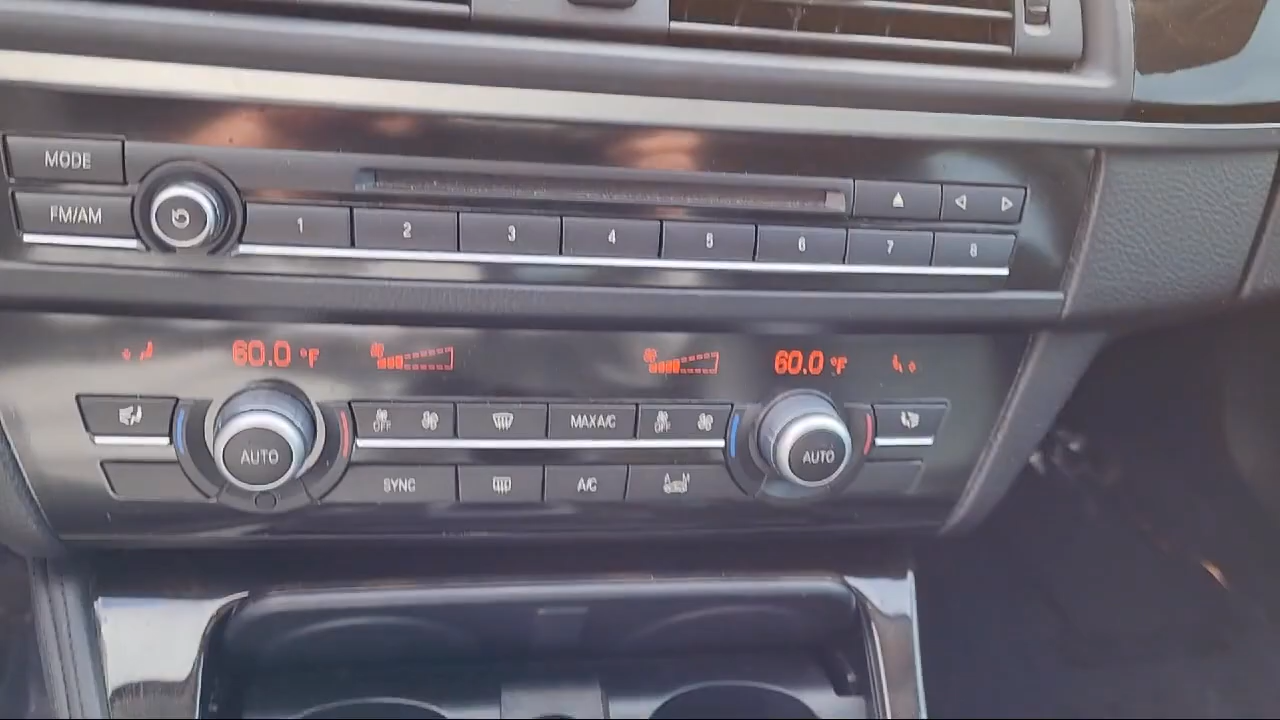 MODE
FM/AM 1 2 3 4 5 6 7 8
60.0 °F 60.0 °F
OFF MAX A/C OFF
AUTO AUTO
SYNC A/C